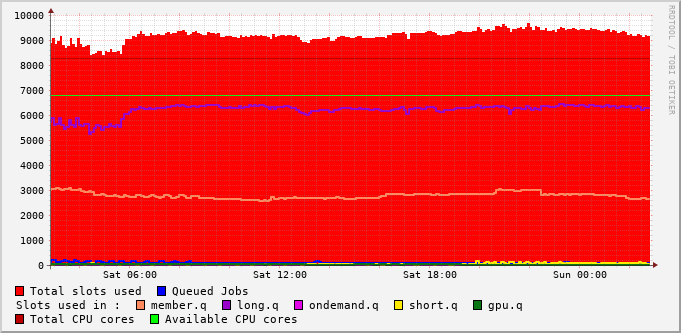 10000
9000
8000
7000
6000
5000
4000
3000
2000
1000
0
Sat 06:00 Sat 12:00 Sat 18:00 Sun 00:00
RRDTOOL / TOBI OETIKER
Total slots used Queued Jobs
Slots used in : member.q long.q ondemand.q short.q gpu.q
Total CPU cores Available CPU cores